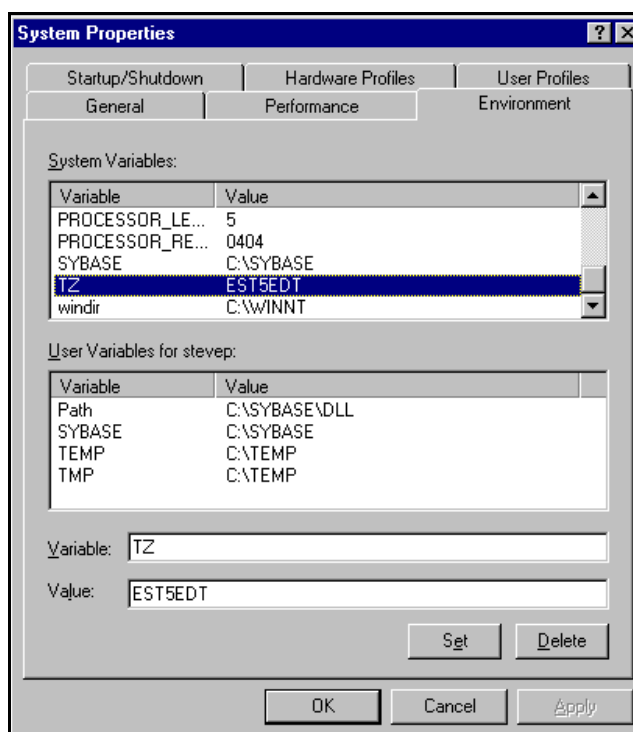 System Properties
Startup/Shutdown Hardware Profiles User Profiles
General Performance Environment
System Variables:
Variable Value
PROCESSOR_LE... 5
PROCESSOR_RE... 0404
SYBASE C:\SYBASE
TZ EST5EDT
windir C:\WINNT
User Variables for stevep:
Variable Value
Path C:\SYBASE\DLL
SYBASE C:\SYBASE
TEMP C:\TEMP
TMP C:\TEMP
Variable: TZ
Value: EST5EDT
Set Delete
OK Cancel Apply